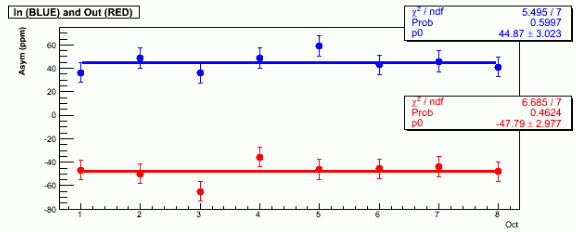 In (BLUE) and Out (RED)
χ² / ndf 5.495 / 7
Prob 0.5997
p0 44.87 ± 3.023
Asym (ppm)
60
40
20
0
-20
-40
-60
-80
χ² / ndf 6.685 / 7
Prob 0.4624
p0 -47.79 ± 2.977
1 2 3 4 5 6 7 8
Oct